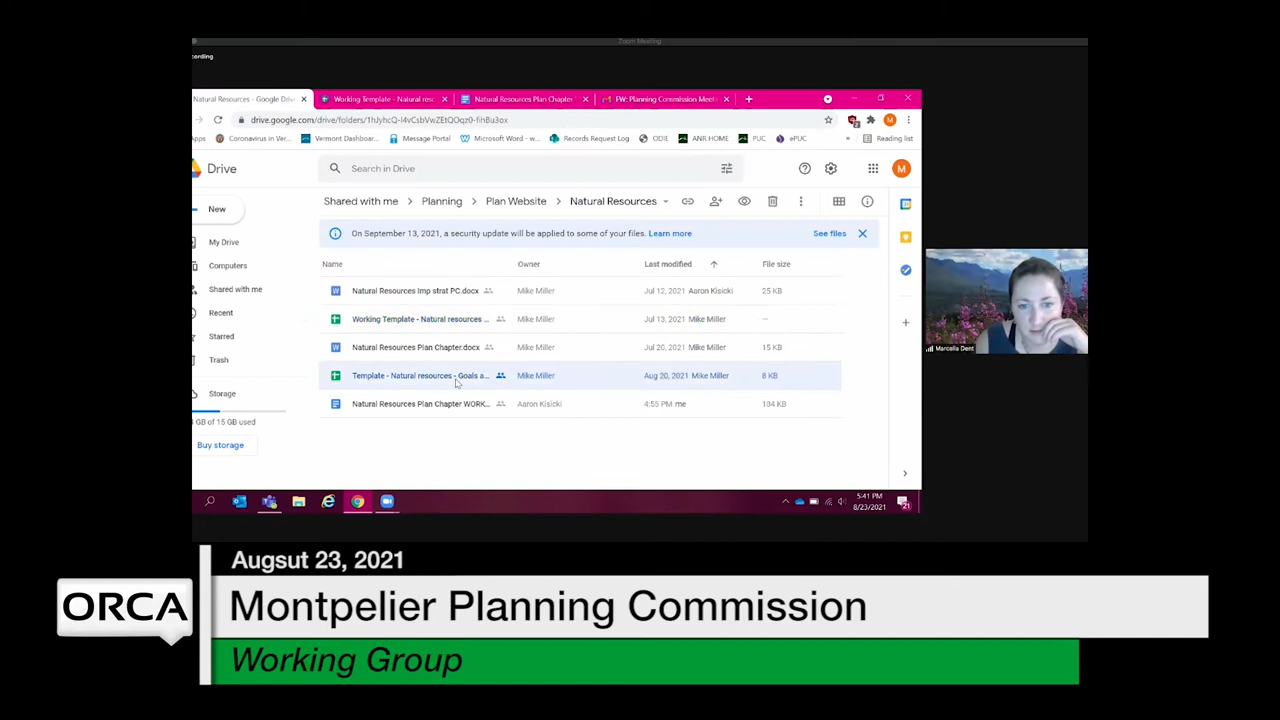 Zoom Meeting
cording
Natural Resources - Google Driv
Working Template - Natural resc
Natural Resources Plan Chapter
FW: Planning Commission Meeti
drive.google.com/drive/folders/
Apps
Coronavirus in Ver...
Vermont Dashboar...
Message Portal
Microsoft Word - w...
Records Request Log
ODIE
ANR HOME
PUC
ePUC
»
Reading list
Drive
Search in Drive
M
New
Shared with me > Planning > Plan Website > Natural Resources
My Drive
On September 13, 2021, a security update will be applied to some of your files. Learn more
See files
Computers
Name
Owner
Last modified
File size
Shared with me
Natural Resources Imp strat PC.docx
Mike Miller
Jul 12, 2021 Aaron Kisicki
25 KB
Recent
Working Template - Natural resources ...
Mike Miller
Jul 13, 2021 Mike Miller
—
Starred
Natural Resources Plan Chapter.docx
Mike Miller
Jul 20, 2021 Mike Miller
15 KB
Marcella Dent
Trash
Template - Natural resources - Goals a...
Mike Miller
Aug 20, 2021 Mike Miller
8 KB
Storage
Natural Resources Plan Chapter WORK...
Aaron Kisicki
4:55 PM me
184 KB
GB of 15 GB used
Buy storage
5:41 PM
8/23/2021
21
Augsut 23, 2021
ORCA
Montpelier Planning Commission
Working Group